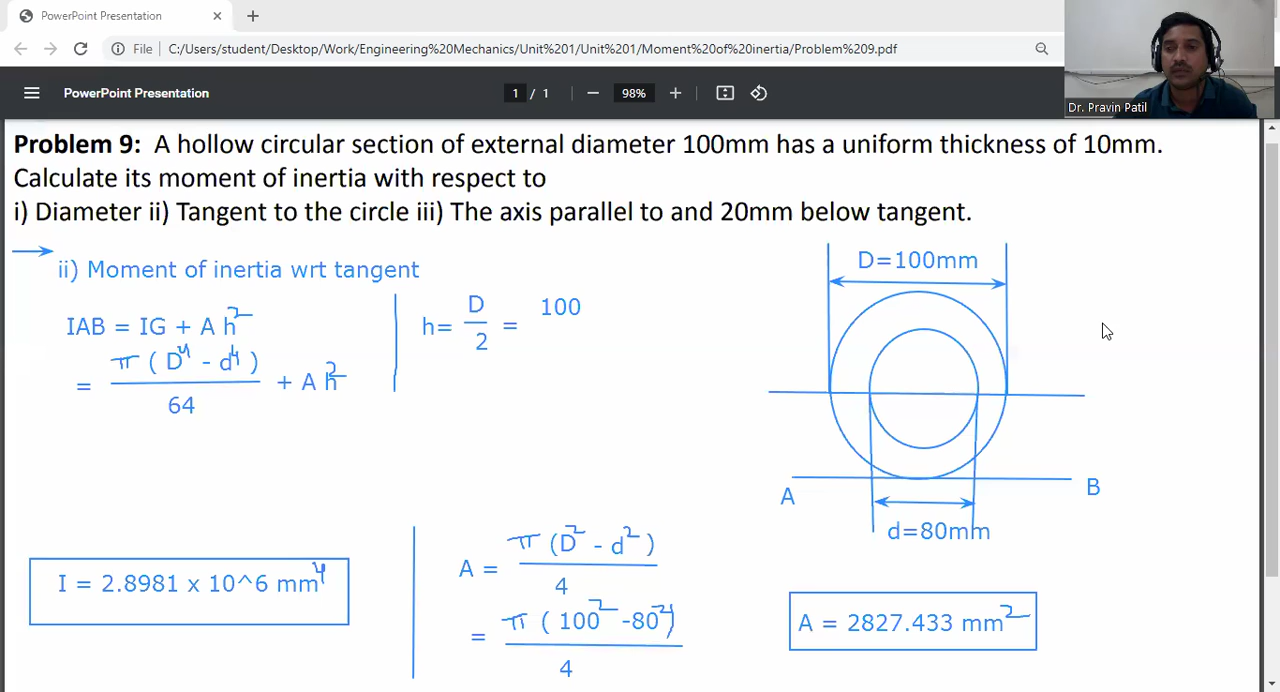 PowerPoint Presentation
File | C:/Users/student/Desktop/Work/Engineering%20Mechanics/Unit%201/Unit%201/Moment%20of%20inertia/Problem%209.pdf
PowerPoint Presentation
1 / 1
98%
Dr. Pravin Patil
Problem 9: A hollow circular section of external diameter 100mm has a uniform thickness of 10mm.
Calculate its moment of inertia with respect to
i) Diameter ii) Tangent to the circle iii) The axis parallel to and 20mm below tangent.
ii) Moment of inertia wrt tangent
IAB = IG + A h²
= π ( D⁴ - d⁴ ) / 64 + A h²
h= D / 2 = 100
D=100mm
A
B
d=80mm
I = 2.8981 x 10^6 mm⁴
A = π (D² - d² ) / 4
= π ( 100² -80²) / 4
A = 2827.433 mm²